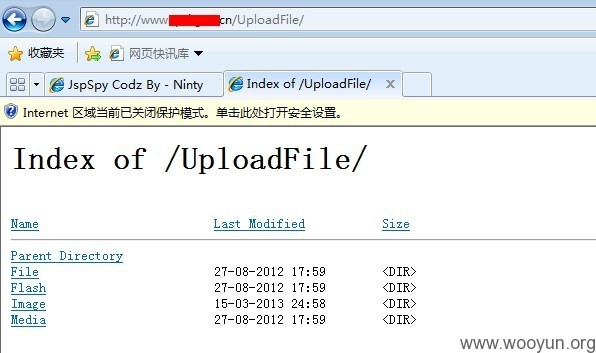 http://www.cn/UploadFile/
收藏夹 网页快讯库
JspSpy Codz By - Ninty Index of /UploadFile/
Internet 区域当前已关闭保护模式。单击此处打开安全设置。
Index of /UploadFile/
Name Last Modified Size
Parent Directory
File 27-08-2012 17:59 <DIR>
Flash 27-08-2012 17:59 <DIR>
Image 15-03-2013 24:58 <DIR>
Media 27-08-2012 17:59 <DIR>
www.wooyun.org